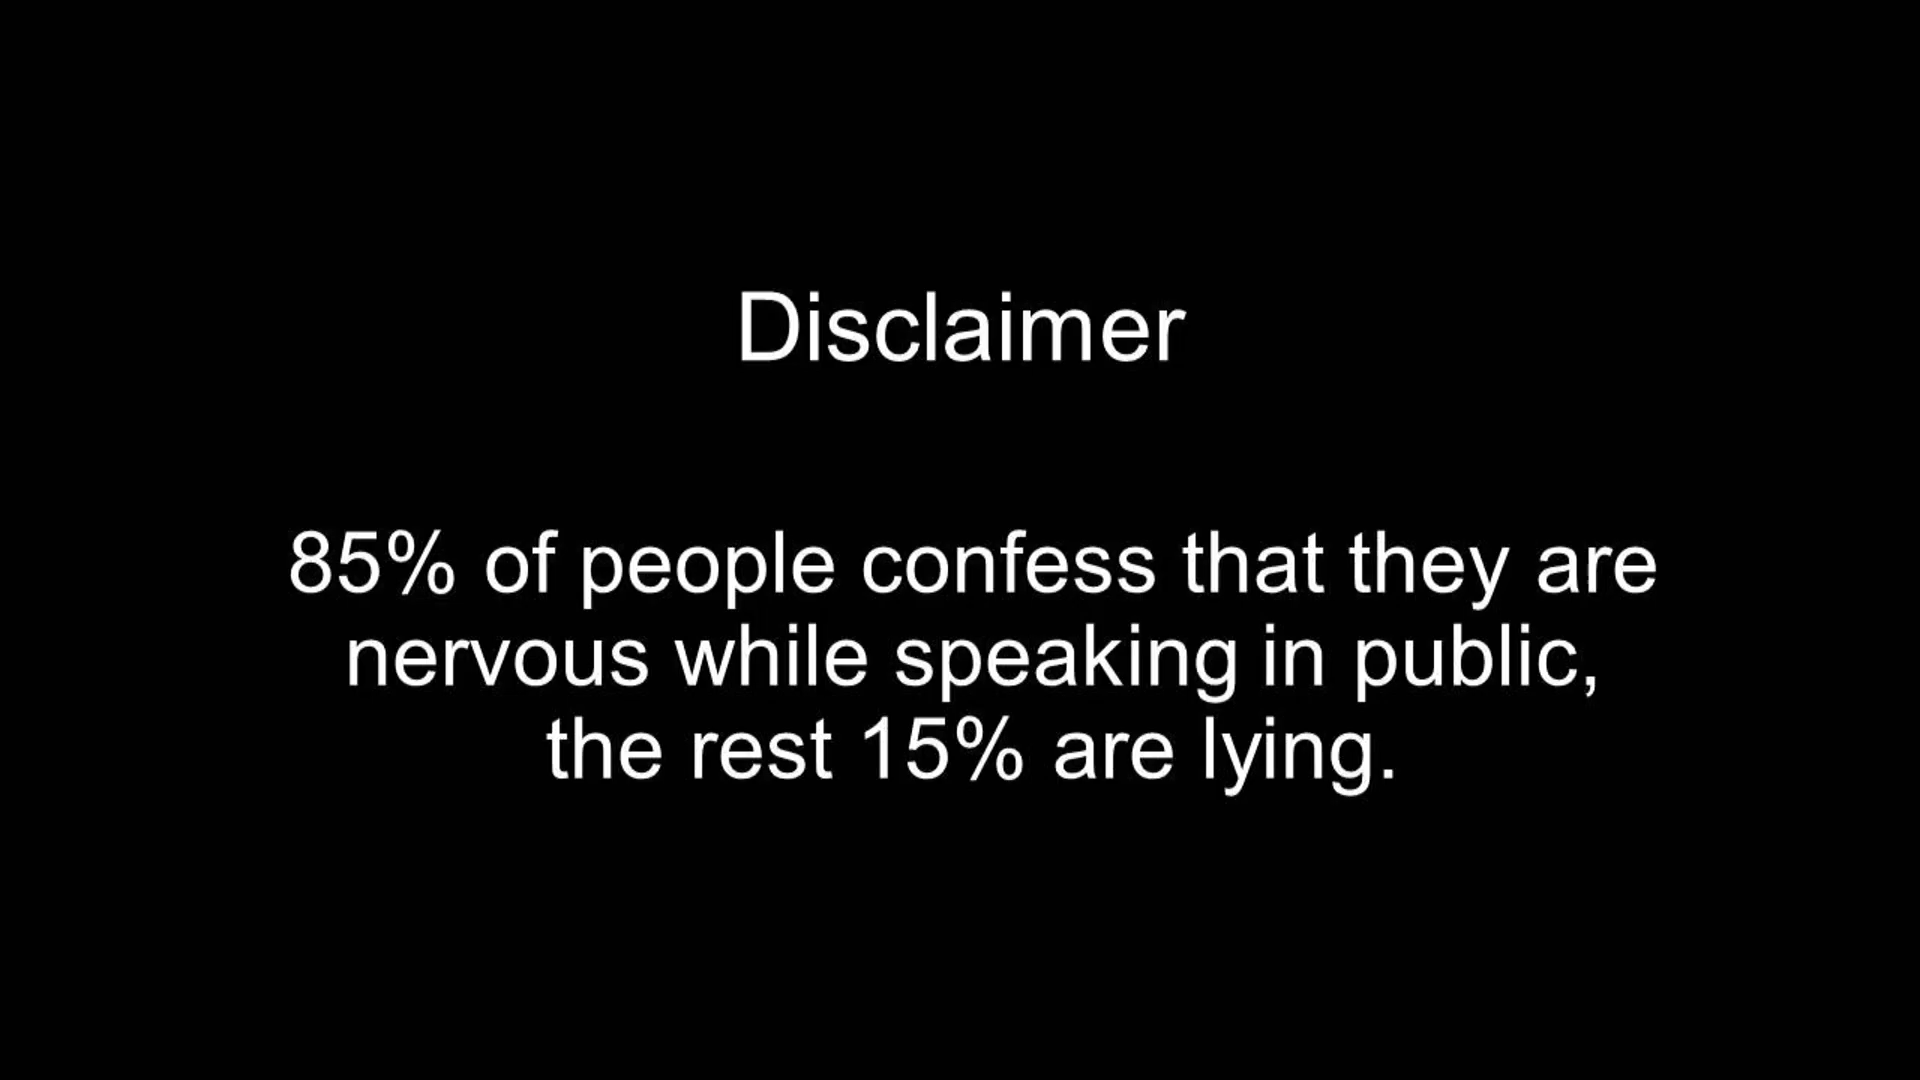 Disclaimer
85% of people confess that they are
nervous while speaking in public,
the rest 15% are lying.